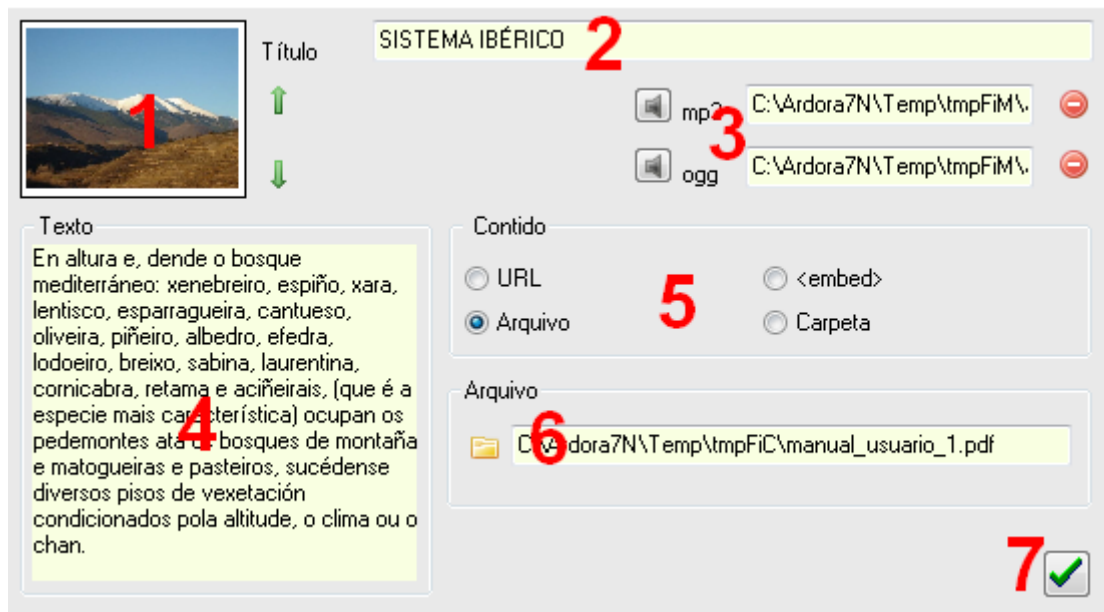 1
Título
SISTEMA IBÉRICO
2
mp3
C:\Ardora7N\Temp\tmpFiM\
3
ogg
C:\Ardora7N\Temp\tmpFiM\
Texto
En altura e, dende o bosque
mediterráneo: xenebreiro, espiño, xara,
lentisco, esparragueira, cantueso,
oliveira, piñeiro, albedro, efedra,
lodoeiro, breixo, sabina, laurentina,
cornicabra, retama e aciñeirais, (que é a
especie mais característica) ocupan os
pedemontes ata bosques de montaña
e matogueiras e pasteiros, sucédense
diversos pisos de vexetación
condicionados pola altitude, o clima ou o
chan.
4
Contido
URL
<embed>
Arquivo
Carpeta
5
Arquivo
C:\Ardora7N\Temp\tmpFiC\manual_usuario_1.pdf
6
7